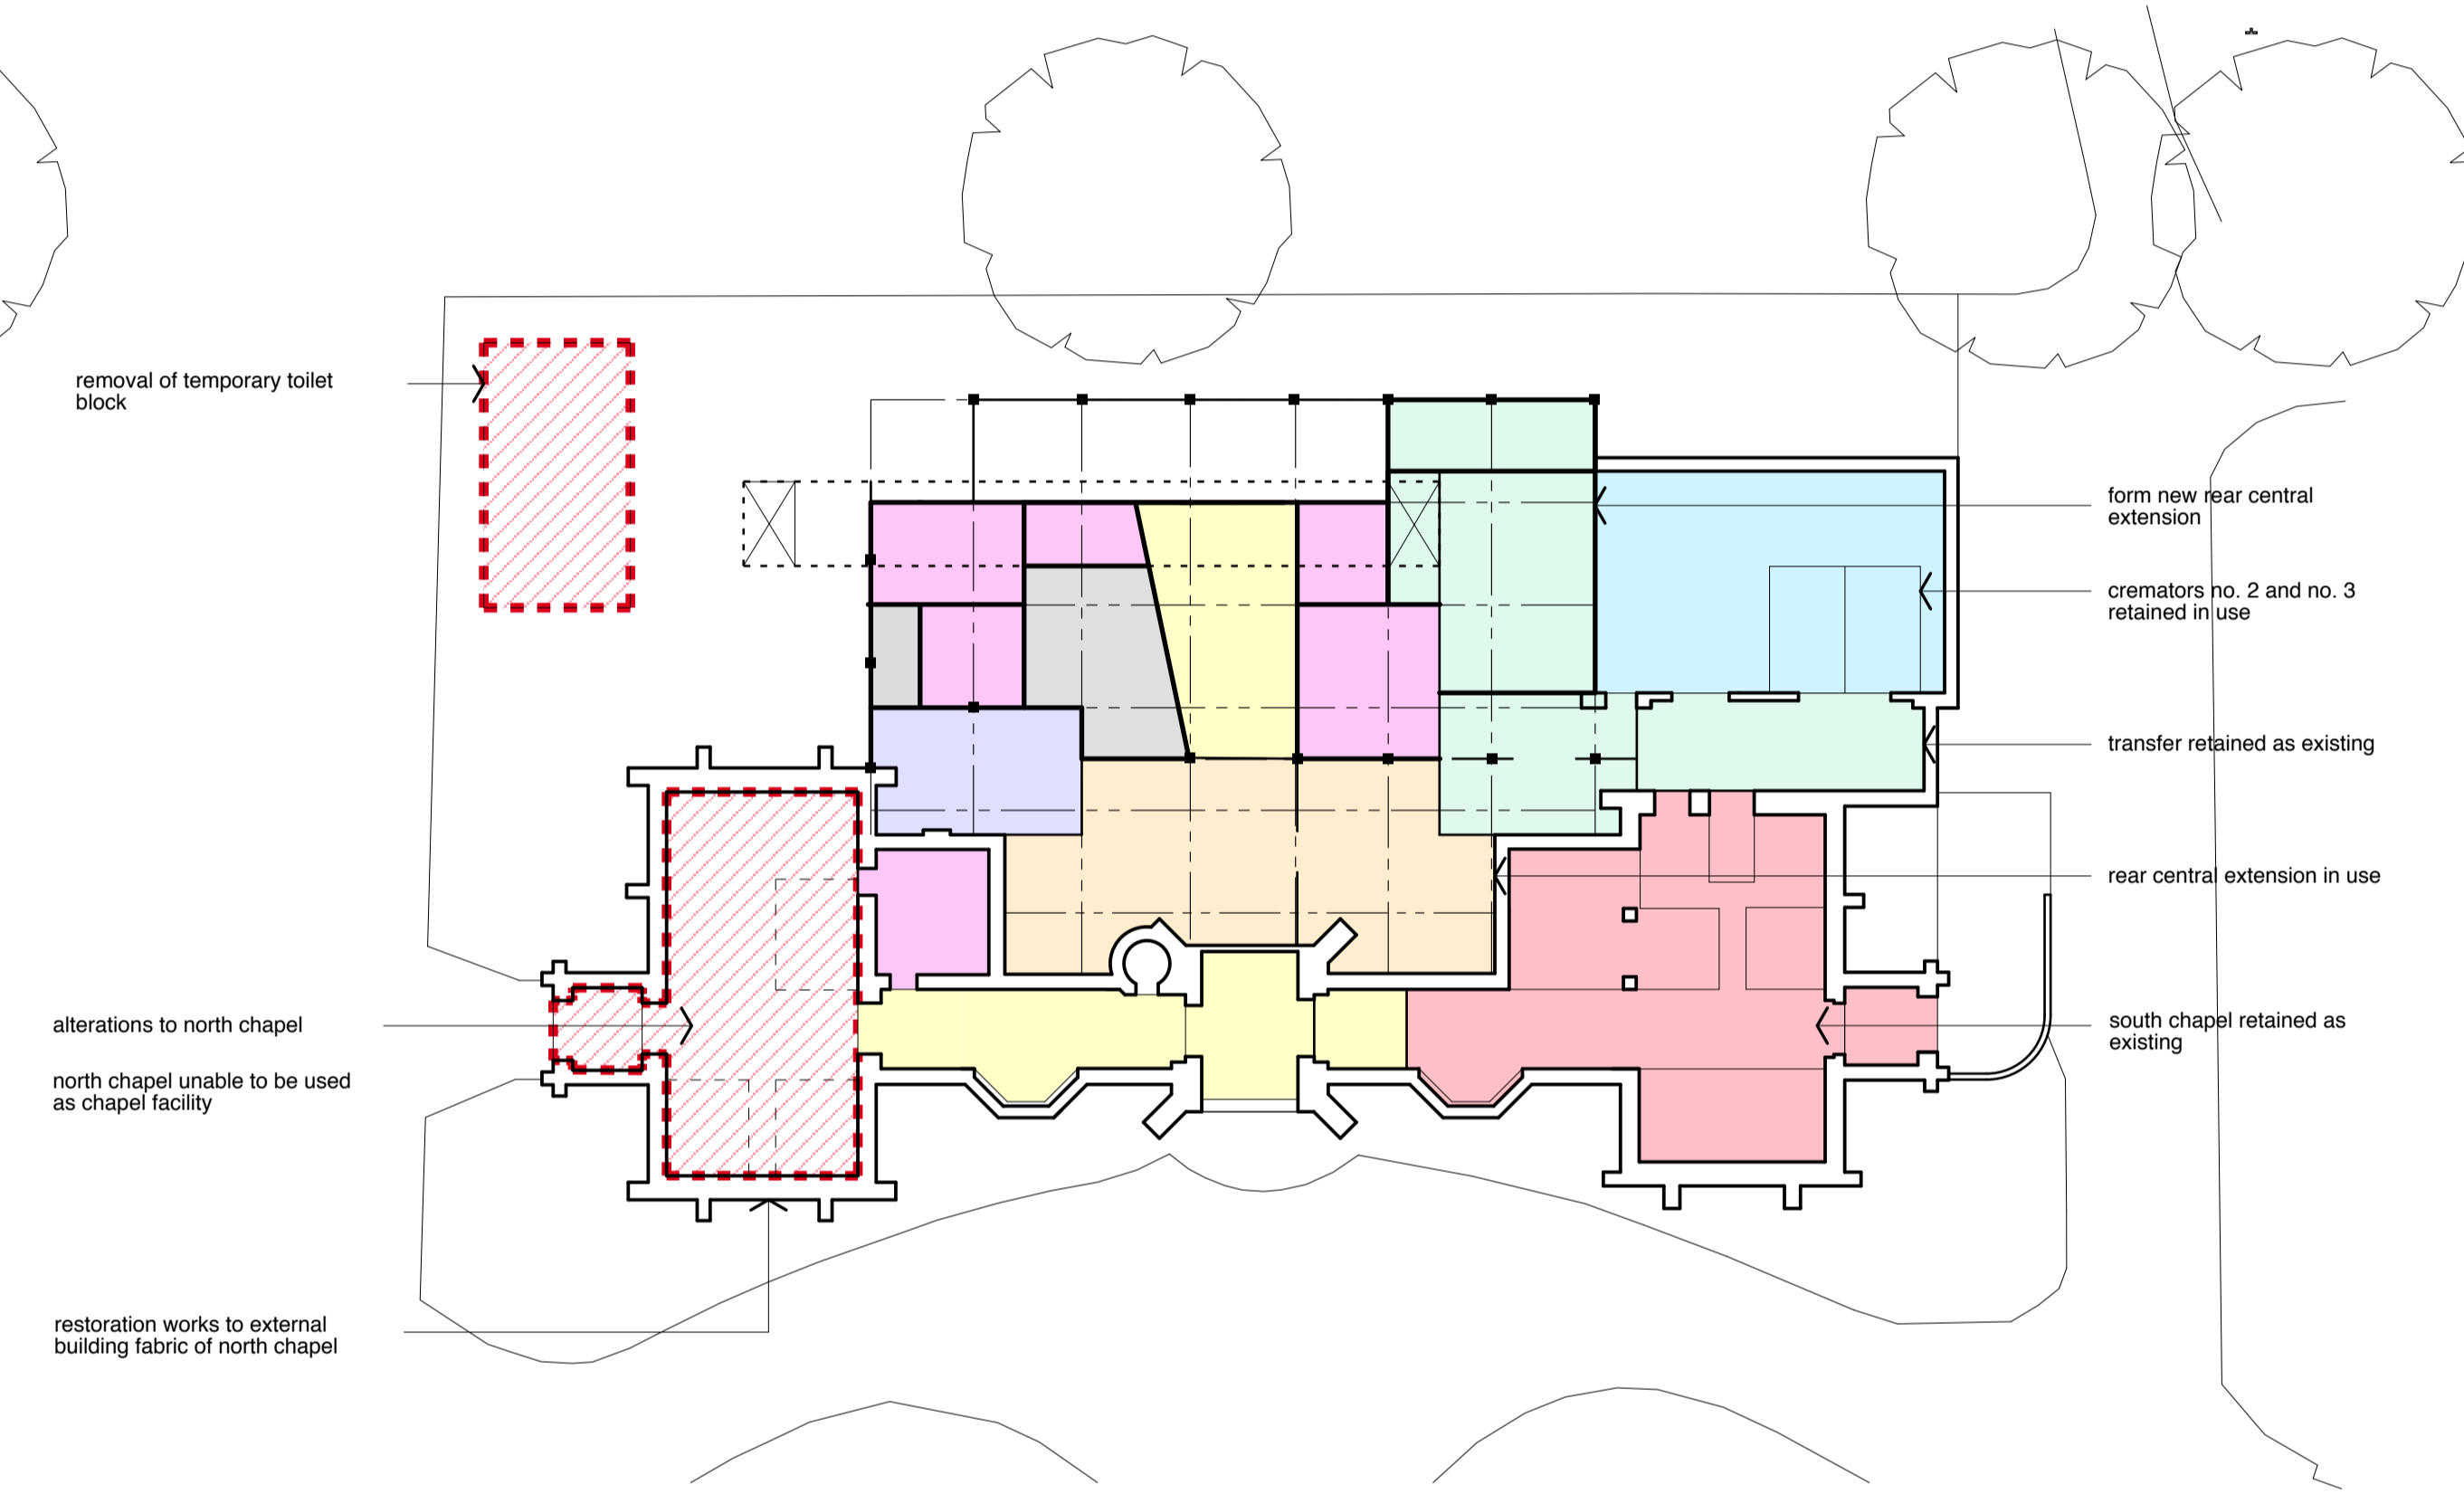 removal of temporary toilet
block
form new rear central
extension
cremators no. 2 and no. 3
retained in use
transfer retained as existing
rear central extension in use
alterations to north chapel
north chapel unable to be used
as chapel facility
south chapel retained as
existing
restoration works to external
building fabric of north chapel